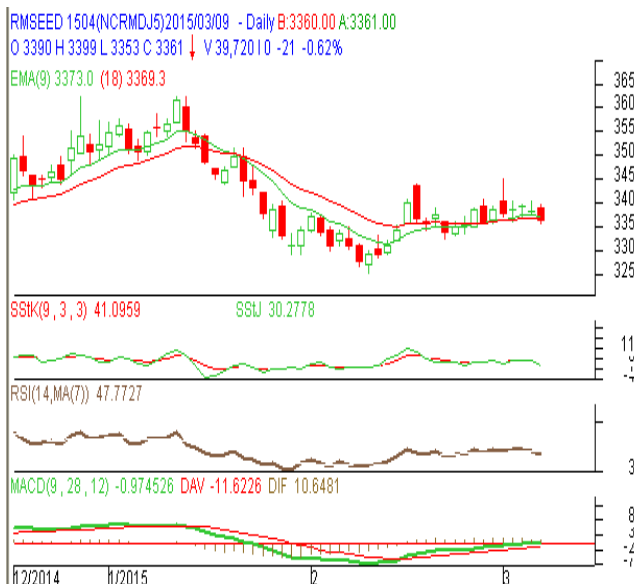 RMSEED 1504(NCRMDJ5)2015/03/09 - Daily B:3360.00 A:3361.00
O 3390 H 3399 L 3353 C 3361 ↓ V 39,720 I 0 -21 -0.62%
EMA(9) 3373.0 (18) 3369.3
365
360
355
350
345
340
335
330
325
SStK(9, 3, 3) 41.0959 SStJ 30.2778
11
RSI(14,MA(7)) 47.7727
3
MACD(9, 28, 12) -0.974526 DAV -11.6226 DIF 10.6481
8
3
12/2014 1/2015 2 3